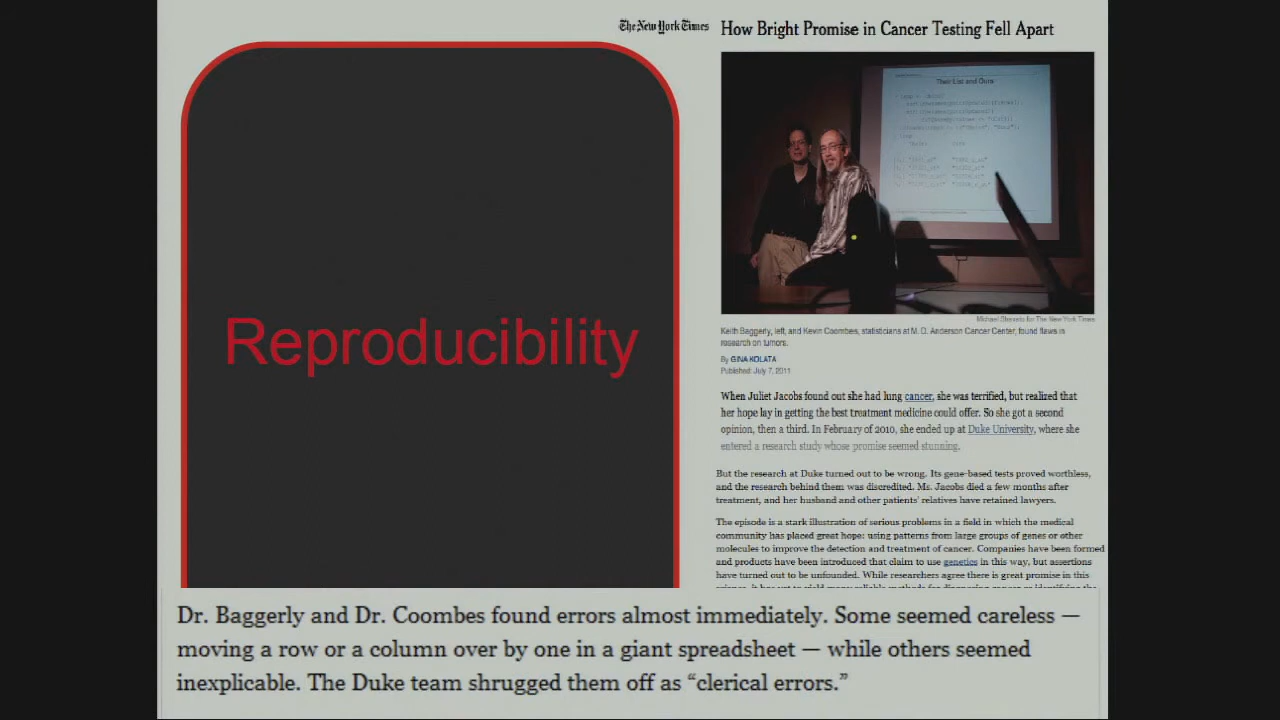 The New York Times
How Bright Promise in Cancer Testing Fell Apart
Their List and Ours
Reproducibility
Michael Stravato for The New York Times
Keith Baggerly, left, and Kevin Coombes, statisticians at M. D. Anderson Cancer Center, found flaws in
research on tumors.
By GINA KOLATA
Published: July 7, 2011
When Juliet Jacobs found out she had lung cancer, she was terrified, but realized that
her hope lay in getting the best treatment medicine could offer. So she got a second
opinion, then a third. In February of 2010, she ended up at Duke University, where she
entered a research study whose promise seemed stunning.
But the research at Duke turned out to be wrong. Its gene-based tests proved worthless,
and the research behind them was discredited. Ms. Jacobs died a few months after
treatment, and her husband and other patients' relatives have retained lawyers.
The episode is a stark illustration of serious problems in a field in which the medical
community has placed great hope: using patterns from large groups of genes or other
molecules to improve the detection and treatment of cancer. Companies have been formed
and products have been introduced that claim to use genetics in this way, but assertions
have turned out to be unfounded. While researchers agree there is great promise in this
Dr. Baggerly and Dr. Coombes found errors almost immediately. Some seemed careless —
moving a row or a column over by one in a giant spreadsheet — while others seemed
inexplicable. The Duke team shrugged them off as “clerical errors.”